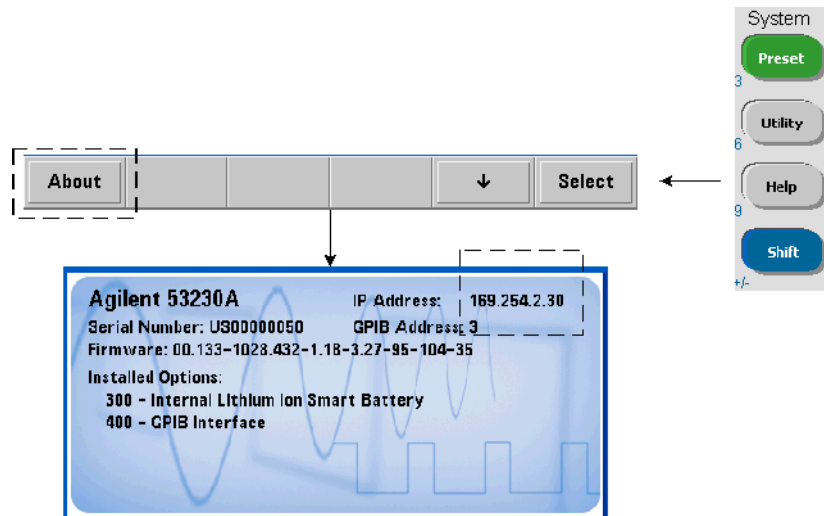 System
Preset
3
Utility
6
Help
9
Shift
+/-
About ↓ Select
Agilent 53230A IP Address: 169.254.2.30
Serial Number: US00000050 GPIB Address: 3
Firmware: 00.133-1028.432-1.18-3.27-95-104-35
Installed Options:
300 - Internal Lithium Ion Smart Battery
400 - GPIB Interface